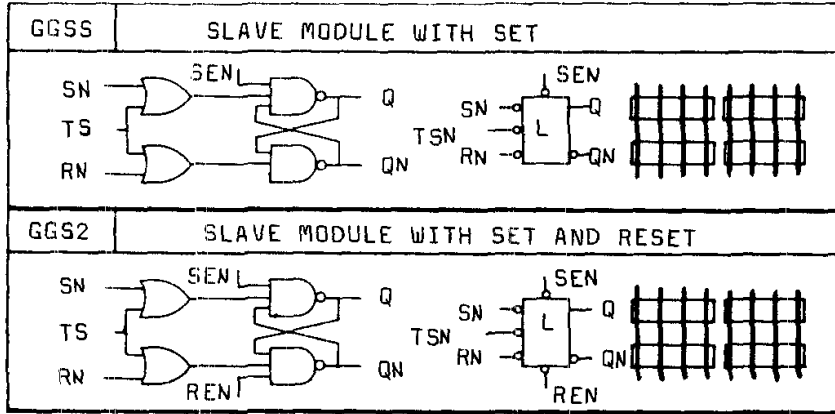 GGSS SLAVE MODULE WITH SET
SEN SEN
SN Q SN Q
TS TSN L
RN QN RN QN
GGS2 SLAVE MODULE WITH SET AND RESET
SEN SEN
SN Q SN L Q
TS TSN
RN QN RN QN
REN REN